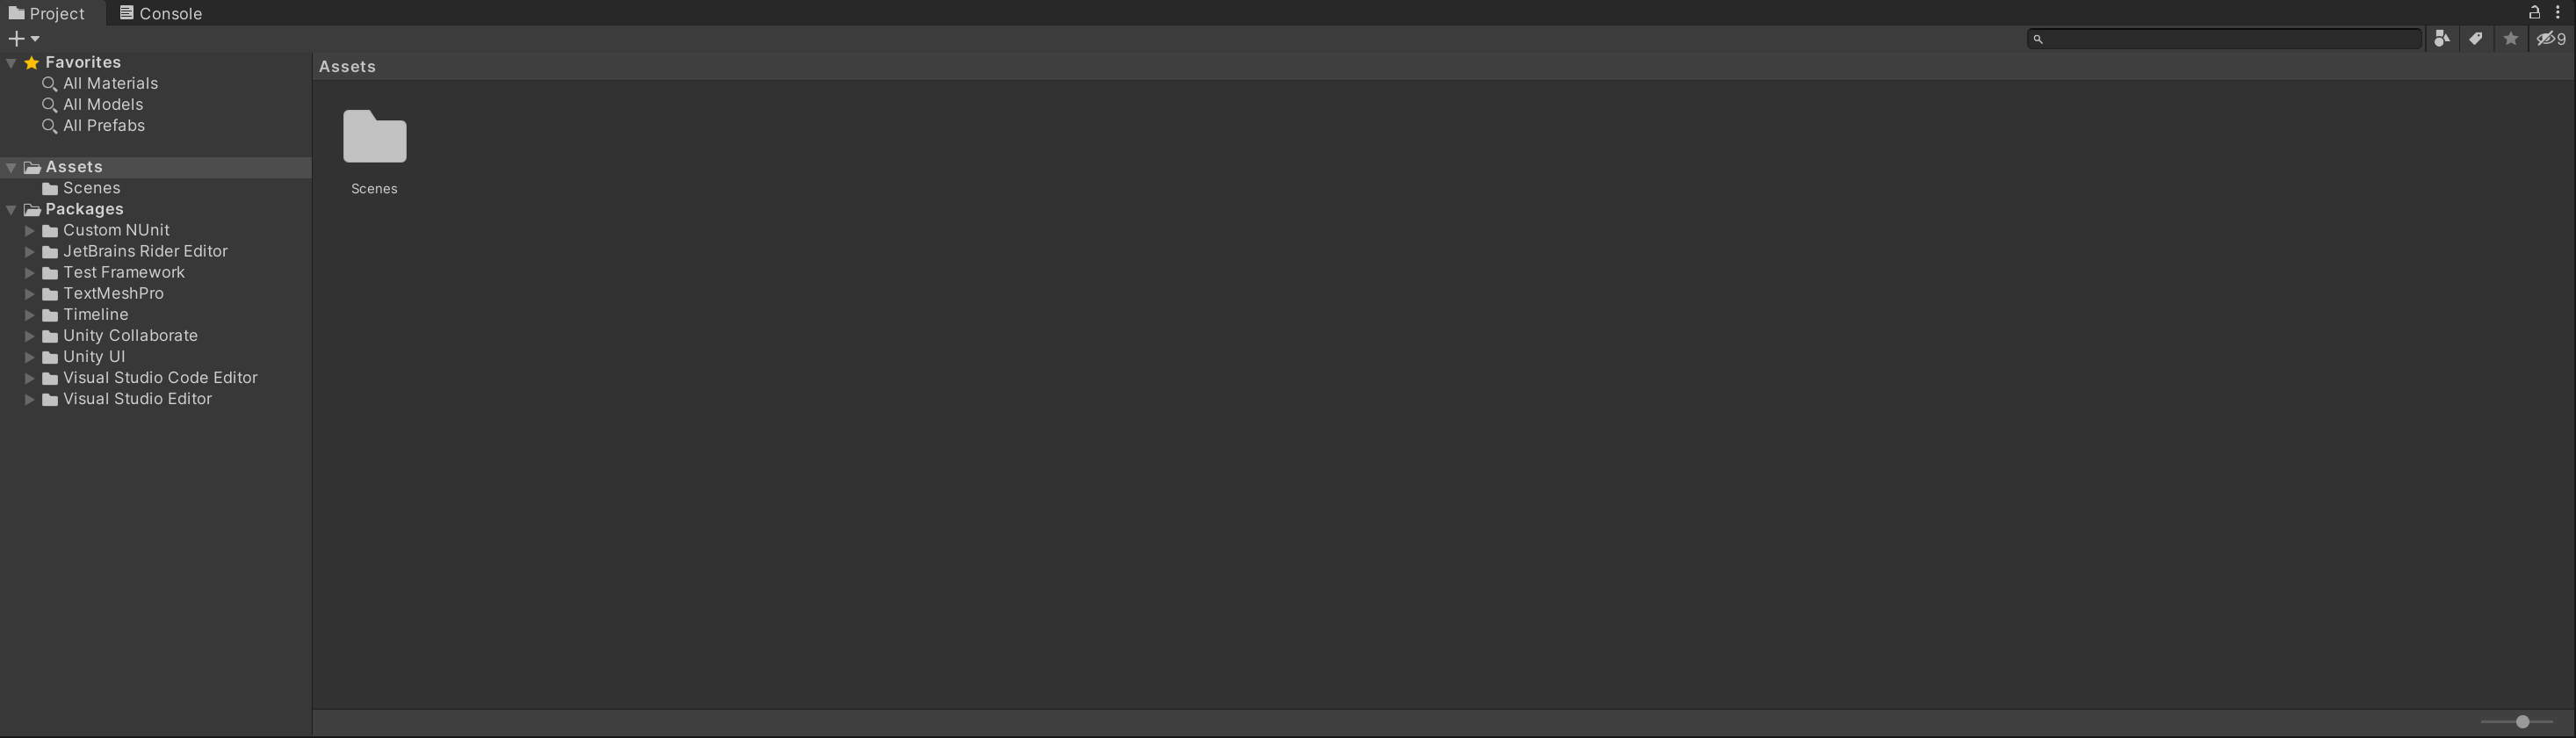 Project
Console
9
Favorites
All Materials
All Models
All Prefabs
Assets
Scenes
Packages
Custom NUnit
JetBrains Rider Editor
Test Framework
TextMeshPro
Timeline
Unity Collaborate
Unity UI
Visual Studio Code Editor
Visual Studio Editor
Assets
Scenes